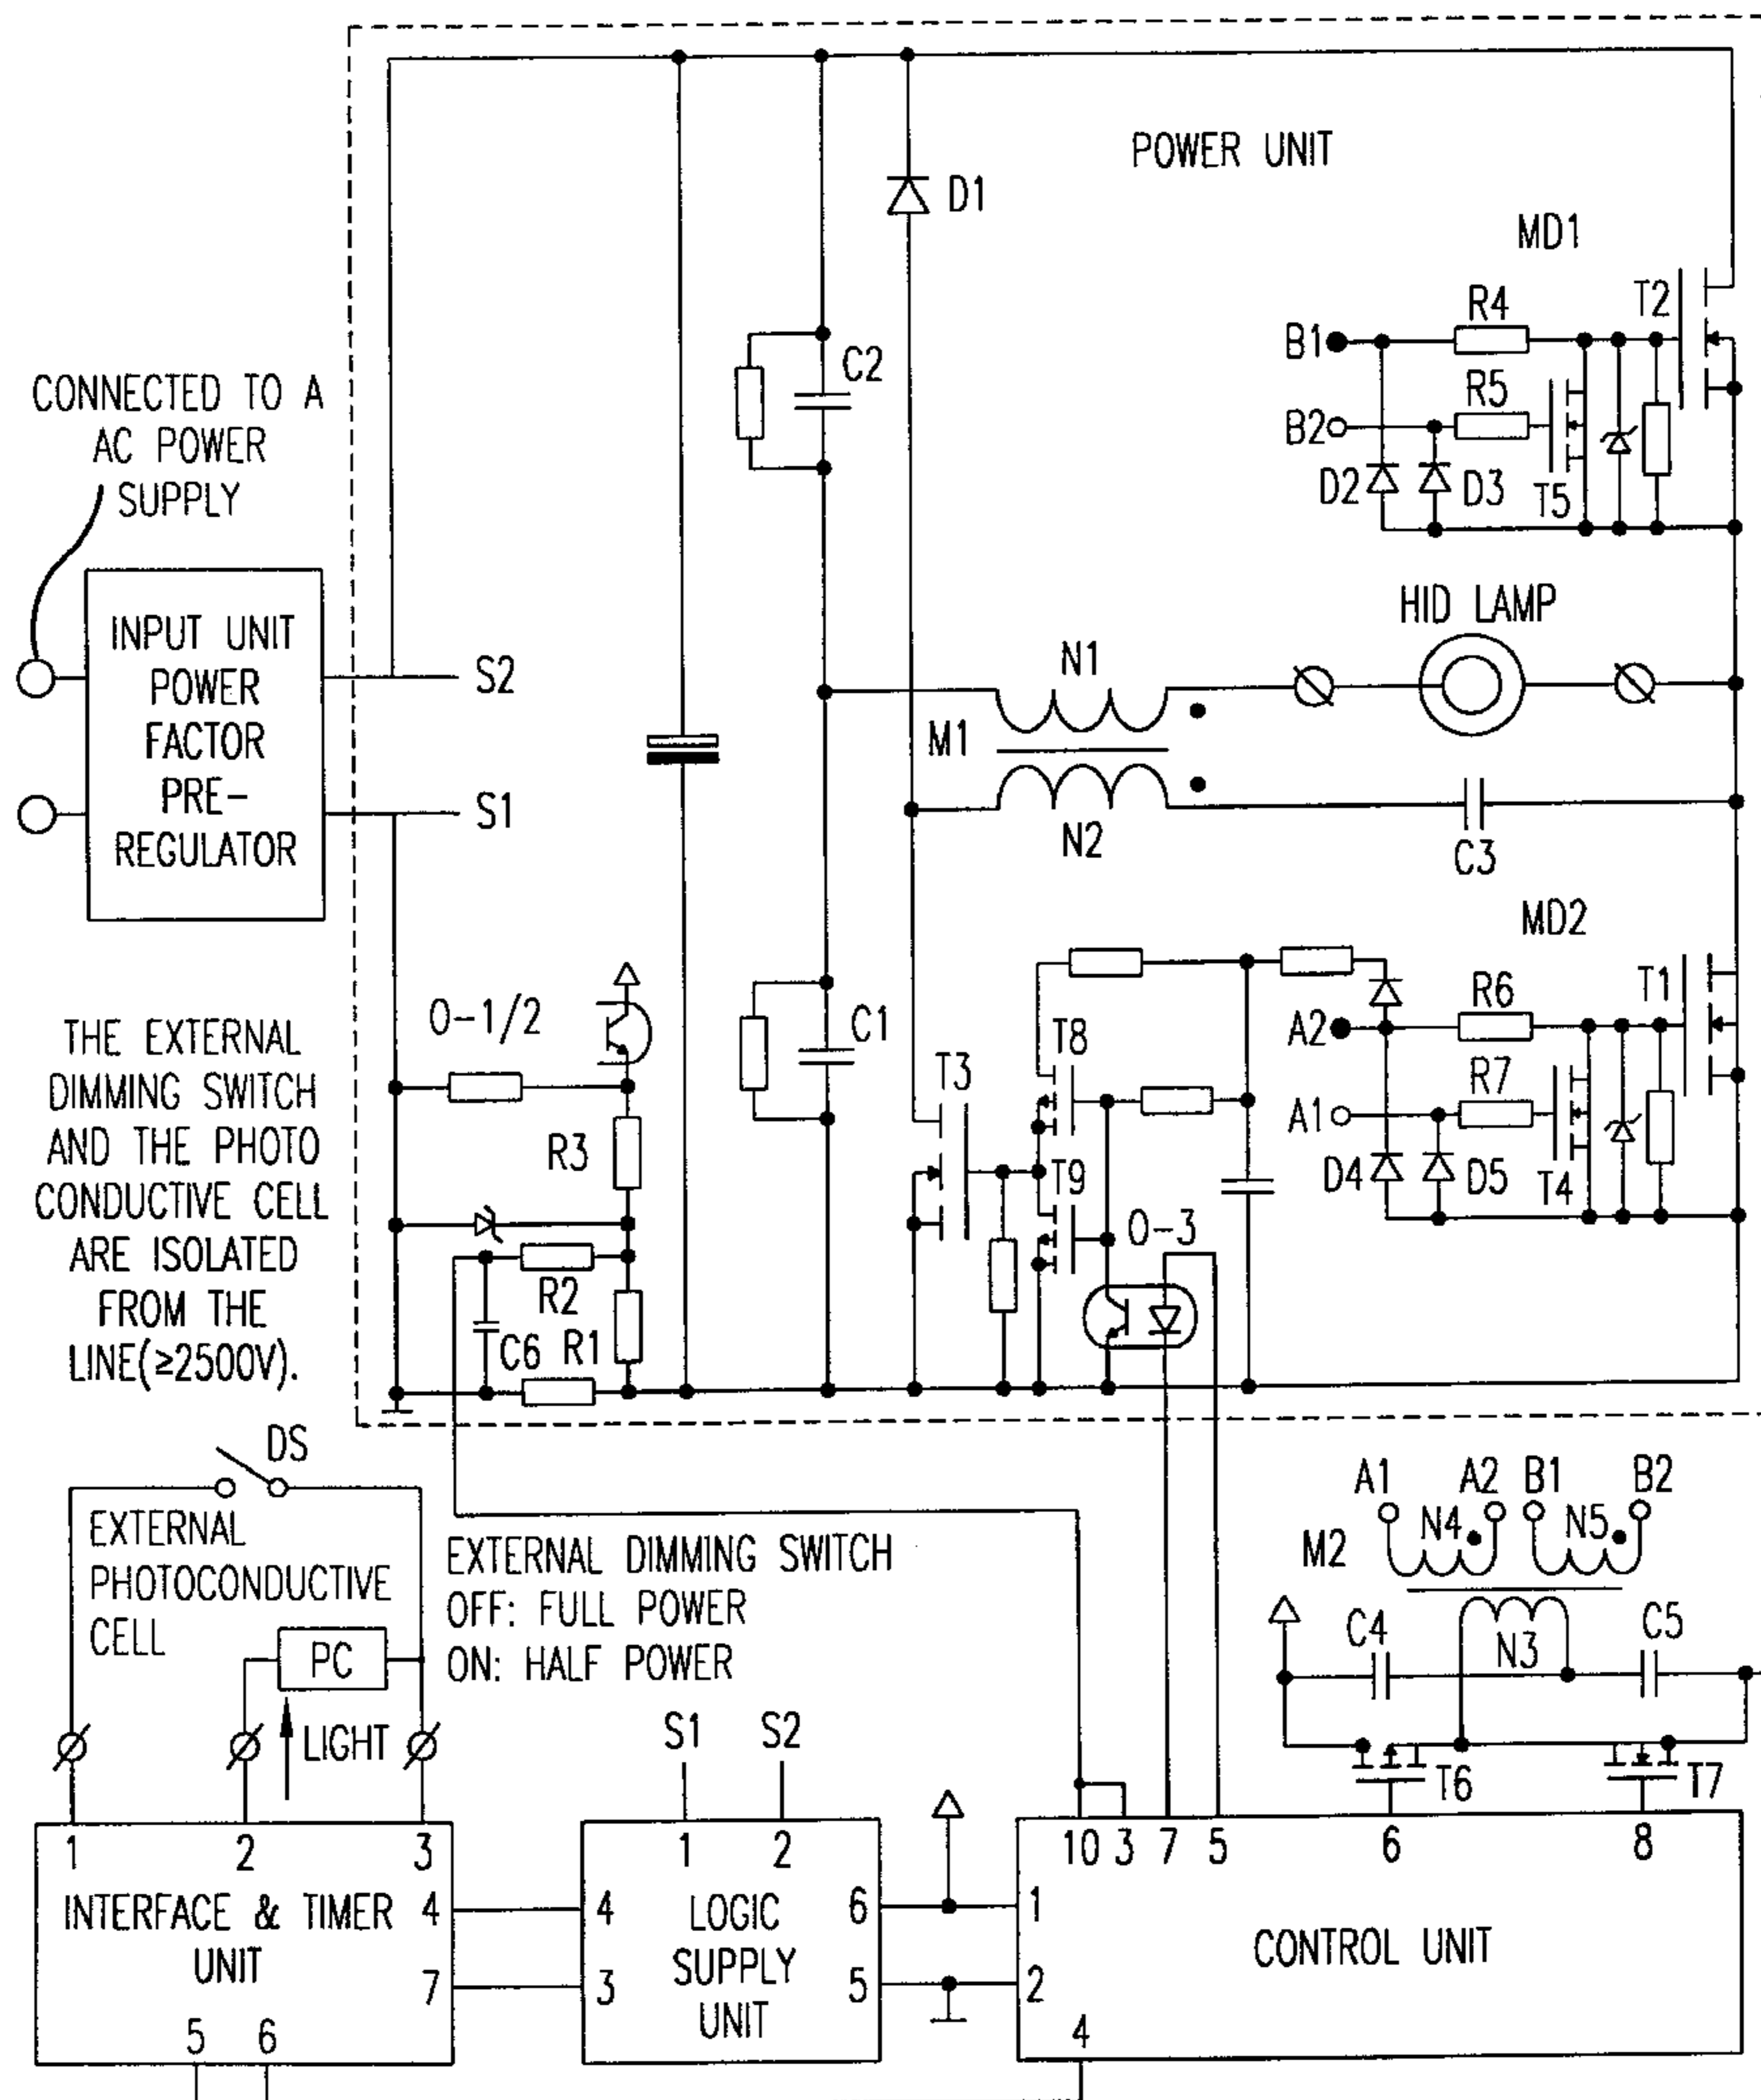 POWER UNIT
D1
MD1
R4
T2
B1
C2
R5
B2
D2
D3
T5
CONNECTED TO A
AC POWER
SUPPLY
INPUT UNIT
POWER
FACTOR
PRE-
REGULATOR
S2
S1
HID LAMP
N1
M1
N2
C3
MD2
THE EXTERNAL
DIMMING SWITCH
AND THE PHOTO
CONDUCTIVE CELL
ARE ISOLATED
FROM THE
LINE(≥2500V).
0-1/2
C1
R6
T1
A2
T8
T3
R7
A1
R3
T9
D4
D5
T4
0-3
R2
C6
R1
DS
EXTERNAL
PHOTOCONDUCTIVE
CELL
PC
LIGHT
EXTERNAL DIMMING SWITCH
OFF: FULL POWER
ON: HALF POWER
A1
A2
B1
B2
M2
N4
N5
C4
N3
C5
T6
T7
S1
S2
1
2
3
INTERFACE & TIMER
UNIT
4
7
5
6
1
2
4
LOGIC
SUPPLY
UNIT
6
3
5
10
3
7
5
6
8
1
CONTROL UNIT
2
4